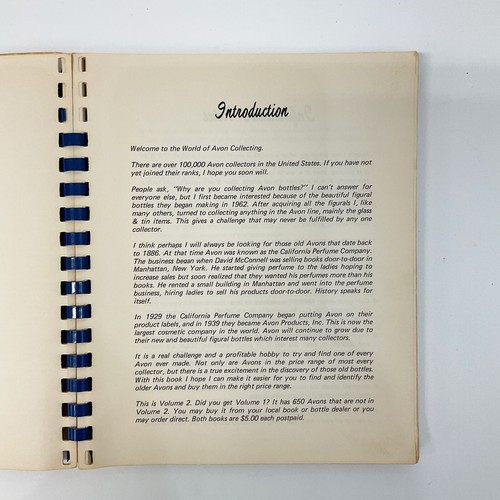 Introduction
Welcome to the World of Avon Collecting.
There are over 100,000 Avon collectors in the United States. If you have not
yet joined their ranks, I hope you soon will.
People ask, "Why are you collecting Avon bottles?" I can't answer for
everyone else, but I first became interested because of the beautiful figural
bottles they began making in 1962. After acquiring all the figurals I, like
many others, turned to collecting anything in the Avon line, mainly the glass
& tin items. This gives a challenge that may never be fulfilled by any one
collector.
I think perhaps I will always be looking for those old Avons that date back
to 1886. At that time Avon was known as the California Perfume Company.
The business began when David McConnell was selling books door-to-door in
Manhattan, New York. He started giving perfume to the ladies hoping to
increase sales but soon realized that they wanted his perfumes more than his
books. He rented a small building in Manhattan and went into the perfume
business, hiring ladies to sell his products door-to-door. History speaks for
itself.
In 1929 the California Perfume Company began putting Avon on their
product labels, and in 1939 they became Avon Products, Inc. This is now the
largest cosmetic company in the world. Avon will continue to grow due to
their new and beautiful figural bottles which interest many collectors.
It is a real challenge and a profitable hobby to try and find one of every
Avon ever made. Not only are Avons in the price range of most every
collector, but there is a true excitement in the discovery of those old bottles.
With this book I hope I can make it easier for you to find and identify the
older Avons and buy them in the right price range.
This is Volume 2. Did you get Volume 1? It has 650 Avons that are not in
Volume 2. You may buy it from your local book or bottle dealer or you
may order direct. Both books are $5.00 each postpaid.